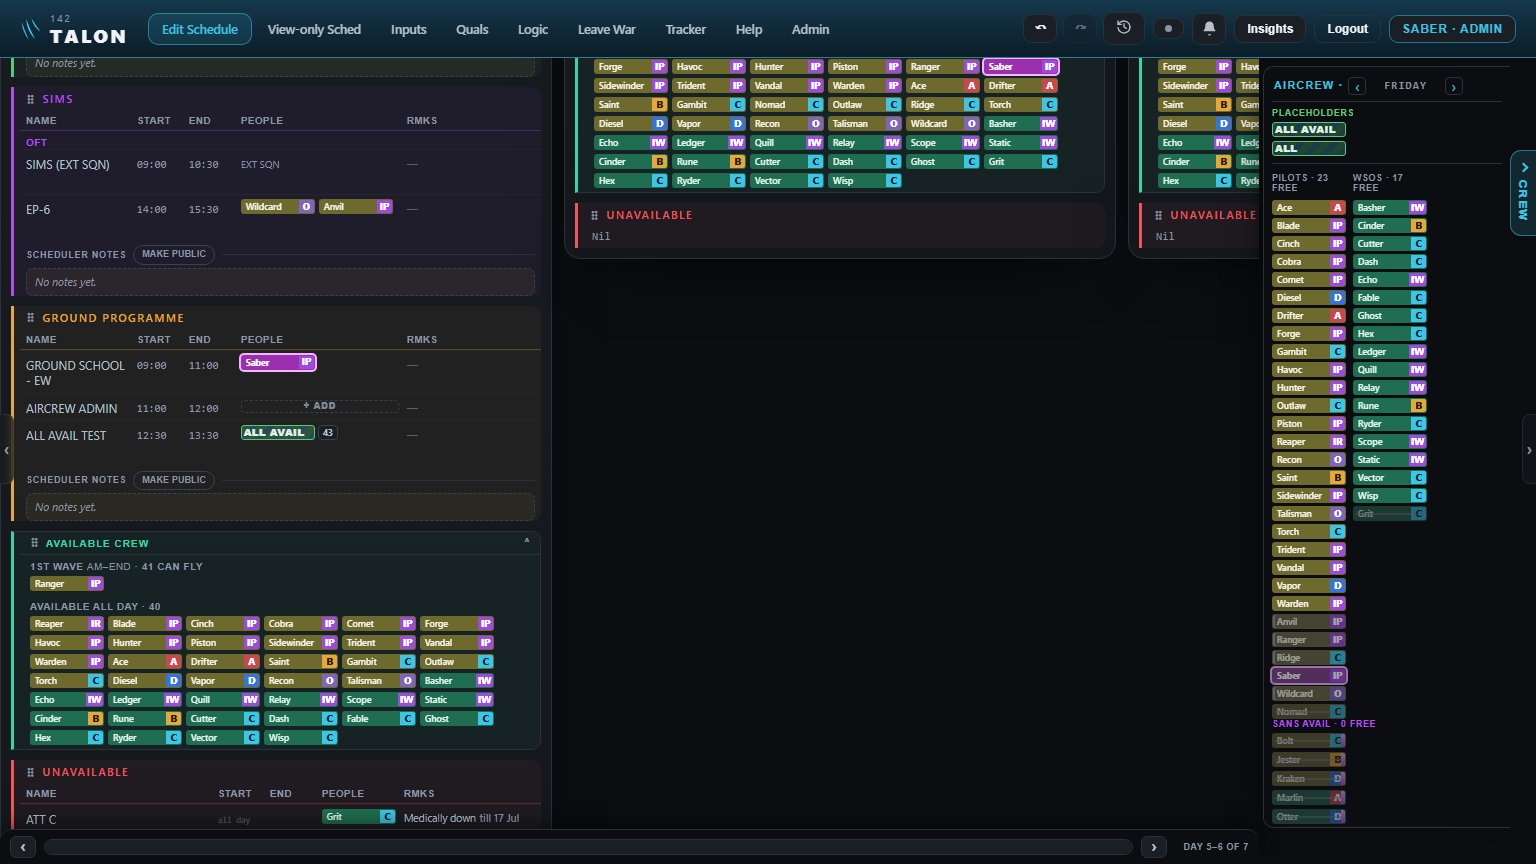 142
TALON
Edit Schedule View-only Sched Inputs Quals Logic Leave War Tracker Help Admin Insights Logout SABER · ADMIN
No notes yet.
SIMS
NAME START END PEOPLE RMKS
OFT
SIMS (EXT SQN) 09:00 10:30 EXT SQN —
EP-6 14:00 15:30 Wildcard O Anvil IP —
SCHEDULER NOTES MAKE PUBLIC
No notes yet.
GROUND PROGRAMME
NAME START END PEOPLE RMKS
GROUND SCHOOL 09:00 11:00 Saber IP —
- EW
AIRCREW ADMIN 11:00 12:00 + ADD —
ALL AVAIL TEST 12:30 13:30 ALL AVAIL 43 —
SCHEDULER NOTES MAKE PUBLIC
No notes yet.
AVAILABLE CREW
1ST WAVE AM–END · 41 CAN FLY
Ranger IP
AVAILABLE ALL DAY · 40
Reaper IR Blade IP Cinch IP Cobra IP Comet IP Forge IP
Havoc IP Hunter IP Piston IP Sidewinder IP Trident IP Vandal IP
Warden IP Ace A Drifter A Saint B Gambit C Outlaw C
Torch C Diesel D Vapor D Recon O Talisman O Basher IW
Echo IW Ledger IW Quill IW Relay IW Scope IW Static IW
Cinder B Rune B Cutter C Dash C Fable C Ghost C
Hex C Ryder C Vector C Wisp C
UNAVAILABLE
NAME START END PEOPLE RMKS
ATT C all day Grit C Medically down till 17 Jul
Forge IP Havoc IP Hunter IP Piston IP Ranger IP Saber IP
Sidewinder IP Trident IP Vandal IP Warden IP Ace A Drifter A
Saint B Gambit C Nomad C Outlaw C Ridge C Torch C
Diesel D Vapor D Recon O Talisman O Wildcard O Basher IW
Echo IW Ledger IW Quill IW Relay IW Scope IW Static IW
Cinder B Rune B Cutter C Dash C Ghost C Grit C
Hex C Ryder C Vector C Wisp C
UNAVAILABLE
Nil
Forge IP Havoc
Sidewinder IP Trident
Saint B Gam
Diesel D Vapo
Echo IW Ledg
Cinder B Rune
Hex C Ryder
UNAVAILABLE
Nil
AIRCREW · ‹ FRIDAY ›
PLACEHOLDERS
ALL AVAIL
ALL
PILOTS · 23 FREE
WSOS · 17 FREE
Ace A Basher IW
Blade IP Cinder B
Cinch IP Cutter C
Cobra IP Dash C
Comet IP Echo IW
Diesel D Fable C
Drifter A Ghost C
Forge IP Hex C
Gambit C Ledger IW
Havoc IP Quill IW
Hunter IP Relay IW
Outlaw C Rune B
Piston IP Ryder C
Reaper IR Scope IW
Recon O Static IW
Saint B Vector C
Sidewinder IP Wisp C
Talisman O Grit C
Torch C
Trident IP
Vandal IP
Vapor D
Warden IP
Anvil IP
Ranger IP
Ridge C
Saber IP
Wildcard O
Nomad C
SANS AVAIL · 0 FREE
Bolt C
Jester B
Kraken D
Marlin A
Otter D
CREW
‹ › DAY 5–6 OF 7